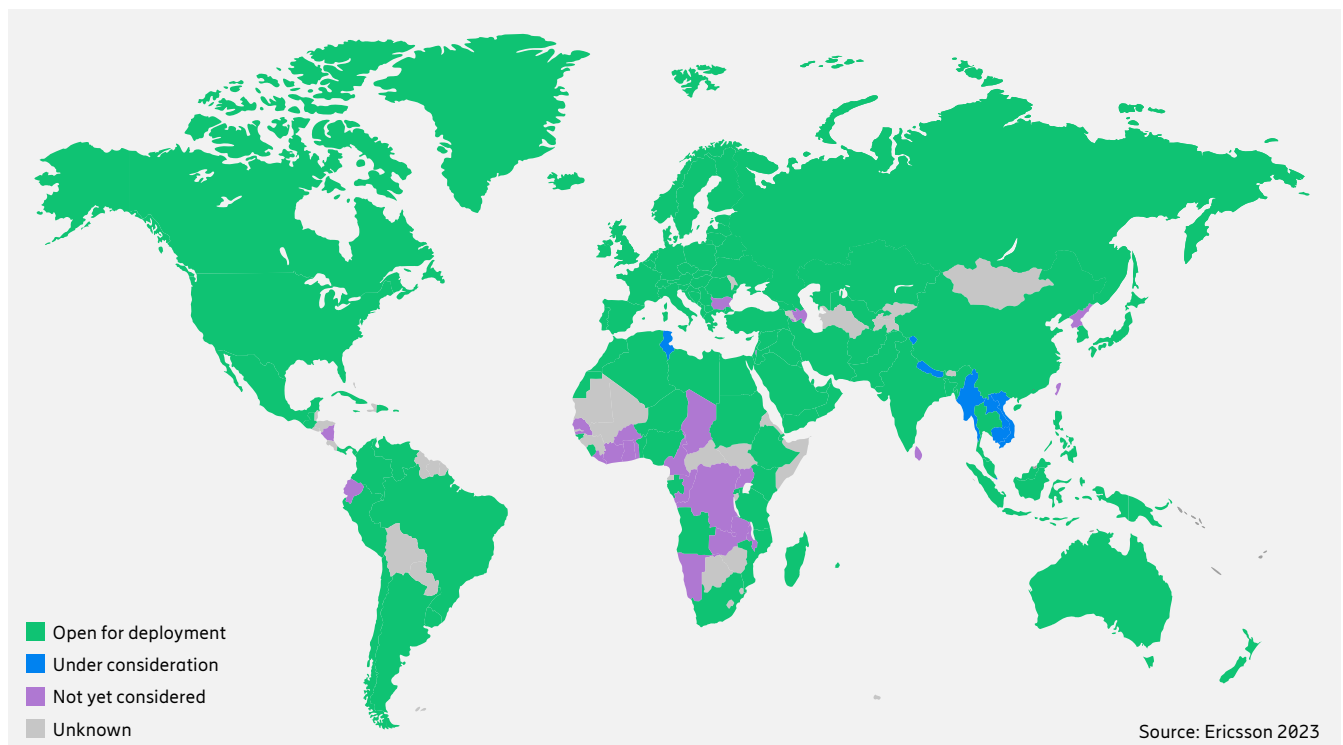 Open for deployment
Under consideration
Not yet considered
Unknown
Source: Ericsson 2023